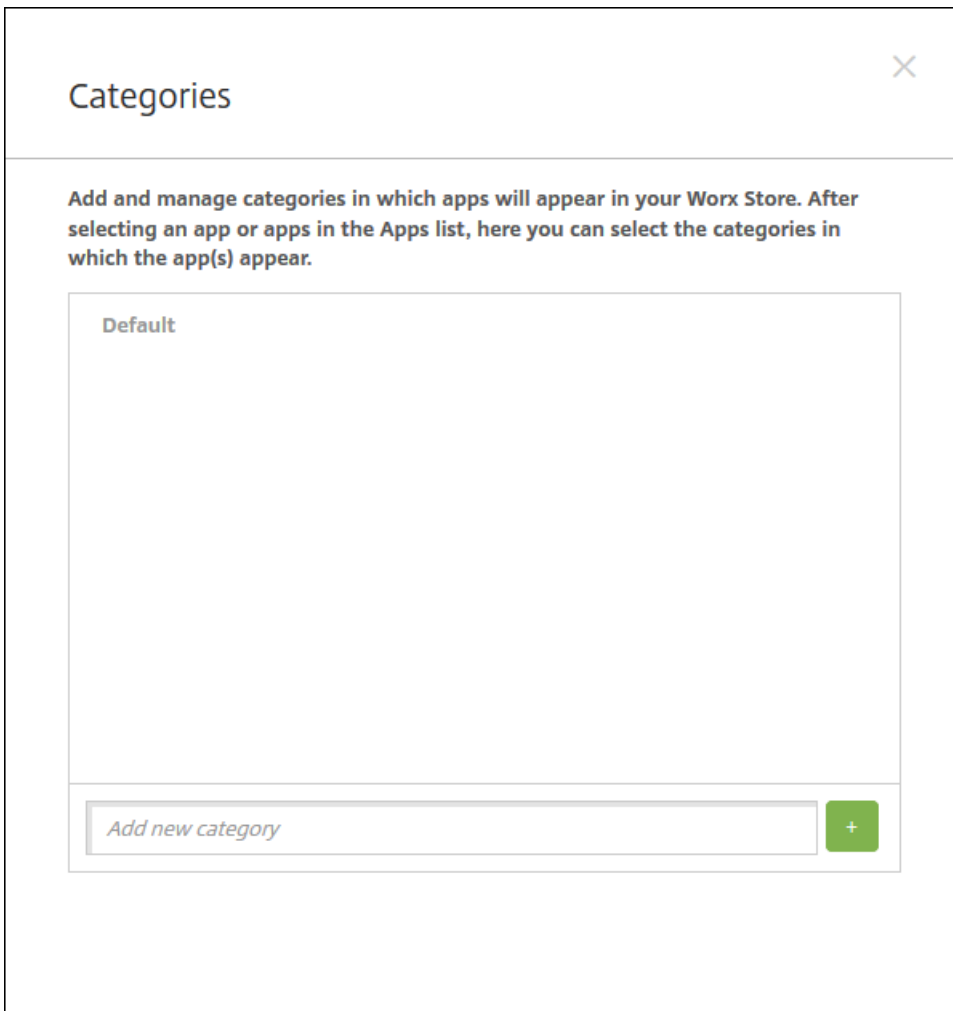 Categories
Add and manage categories in which apps will appear in your Worx Store. After
selecting an app or apps in the Apps list, here you can select the categories in
which the app(s) appear.
Default
Add new category
+